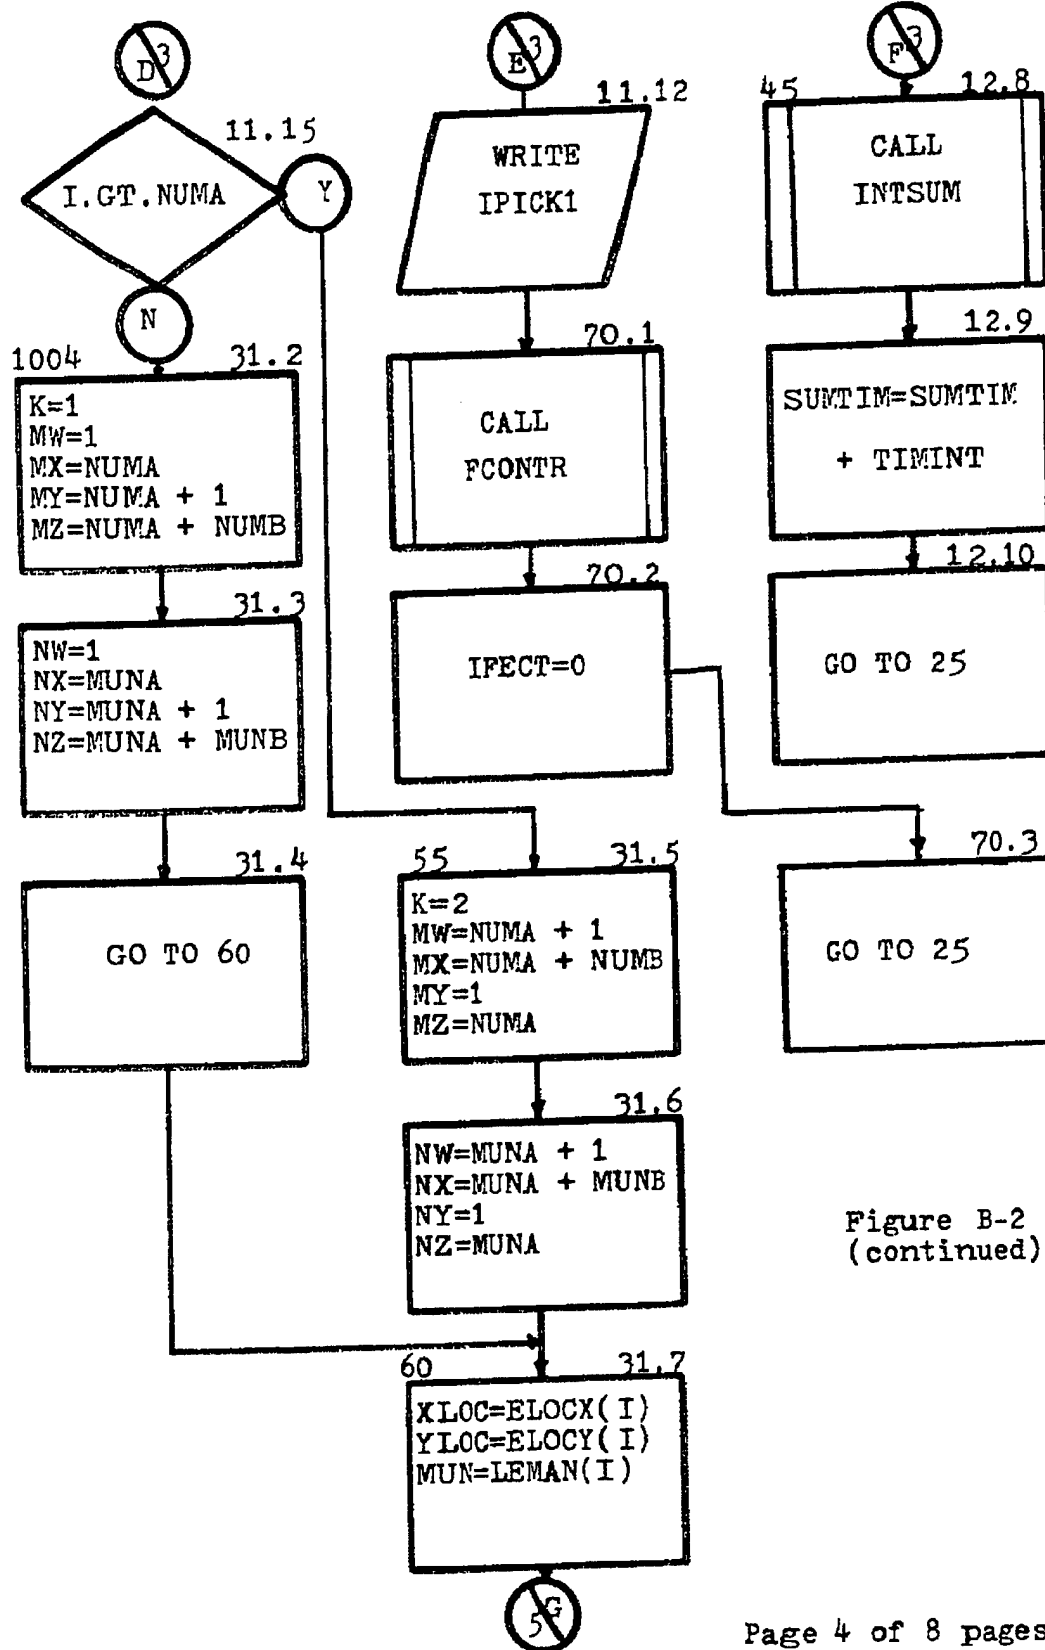 D 3
11.15
I.GT.NUMA
Y
N
1004
31.2
K=1
MW=1
MX=NUMA
MY=NUMA + 1
MZ=NUMA + NUMB
31.3
NW=1
NX=MUNA
NY=MUNA + 1
NZ=MUNA + MUNB
31.4
GO TO 60
E 3
11.12
WRITE
IPICK1
70.1
CALL
FCONTR
70.2
IFECT=0
55
31.5
K=2
MW=NUMA + 1
MX=NUMA + NUMB
MY=1
MZ=NUMA
31.6
NW=MUNA + 1
NX=MUNA + MUNB
NY=1
NZ=MUNA
60
31.7
XLOC=ELOCX(I)
YLOC=ELOCY(I)
MUN=LEMAN(I)
5 G
F 3
45
12.8
CALL
INTSUM
12.9
SUMTIM=SUMTIM
+ TIMINT
12.10
GO TO 25
70.3
GO TO 25
Figure B-2
(continued)
Page 4 of 8 pages